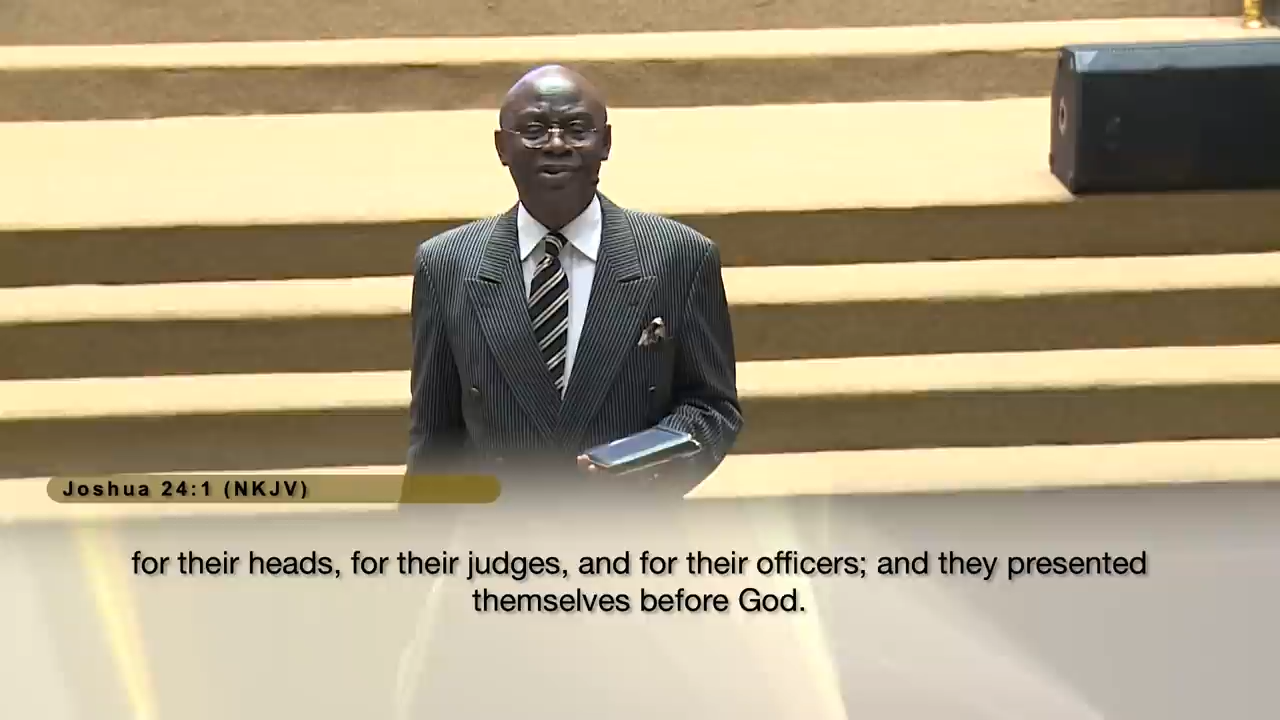 Joshua 24:1 (NKJV)
for their heads, for their judges, and for their officers; and they presented
themselves before God.